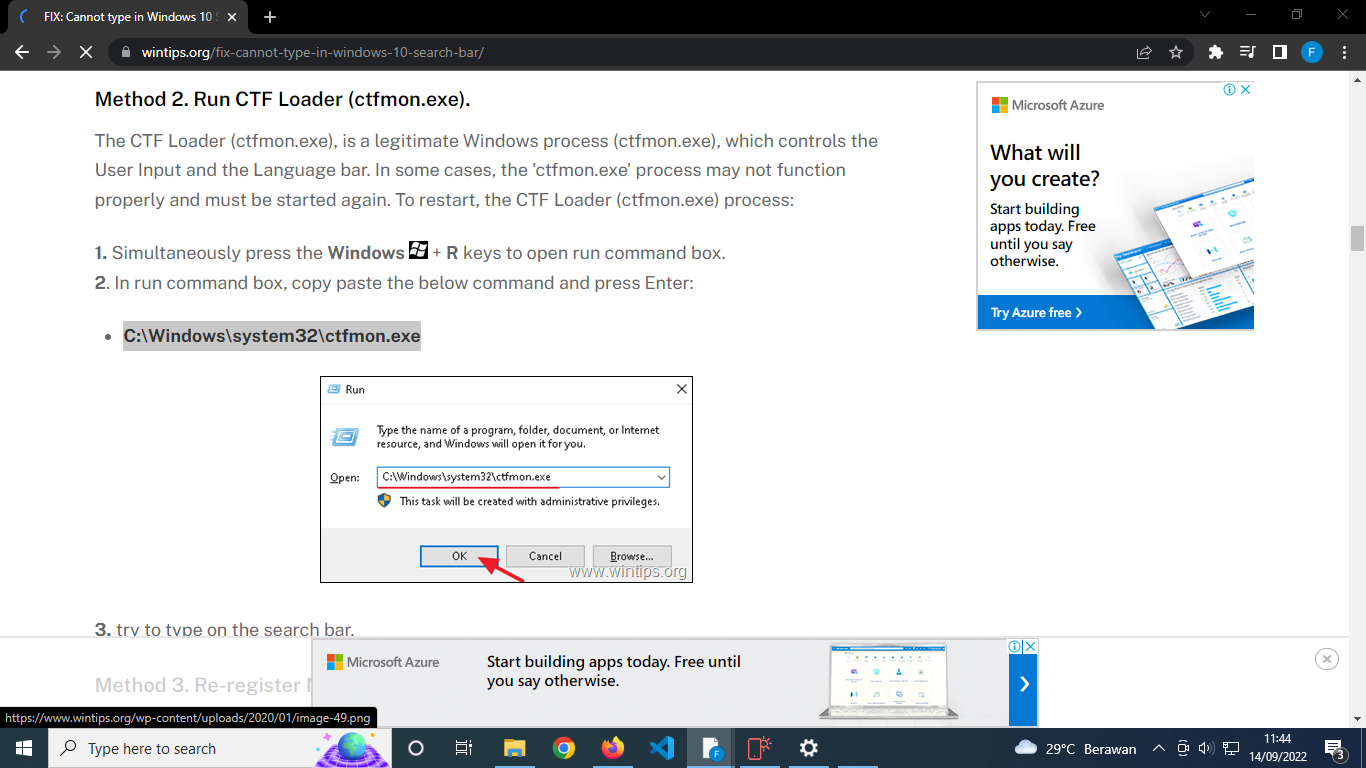 FIX: Cannot type in Windows 10 S
wintips.org/fix-cannot-type-in-windows-10-search-bar/
F
Method 2. Run CTF Loader (ctfmon.exe).
The CTF Loader (ctfmon.exe), is a legitimate Windows process (ctfmon.exe), which controls the
User Input and the Language bar. In some cases, the 'ctfmon.exe' process may not function
properly and must be started again. To restart, the CTF Loader (ctfmon.exe) process:
1. Simultaneously press the Windows + R keys to open run command box.
2. In run command box, copy paste the below command and press Enter:
• C:\Windows\system32\ctfmon.exe
Run
Type the name of a program, folder, document, or Internet
resource, and Windows will open it for you.
Open: C:\Windows\system32\ctfmon.exe
This task will be created with administrative privileges.
OK Cancel Browse...
www.wintips.org
3. try to type on the search bar.
Method 3. Re-register
Microsoft Azure
What will
you create?
Start building
apps today. Free
until you say
otherwise.
Try Azure free ❯
Microsoft Azure
Start building apps today. Free until
you say otherwise.
https://www.wintips.org/wp-content/uploads/2020/01/image-49.png
Type here to search
F
29°C Berawan
11:44
14/09/2022
3